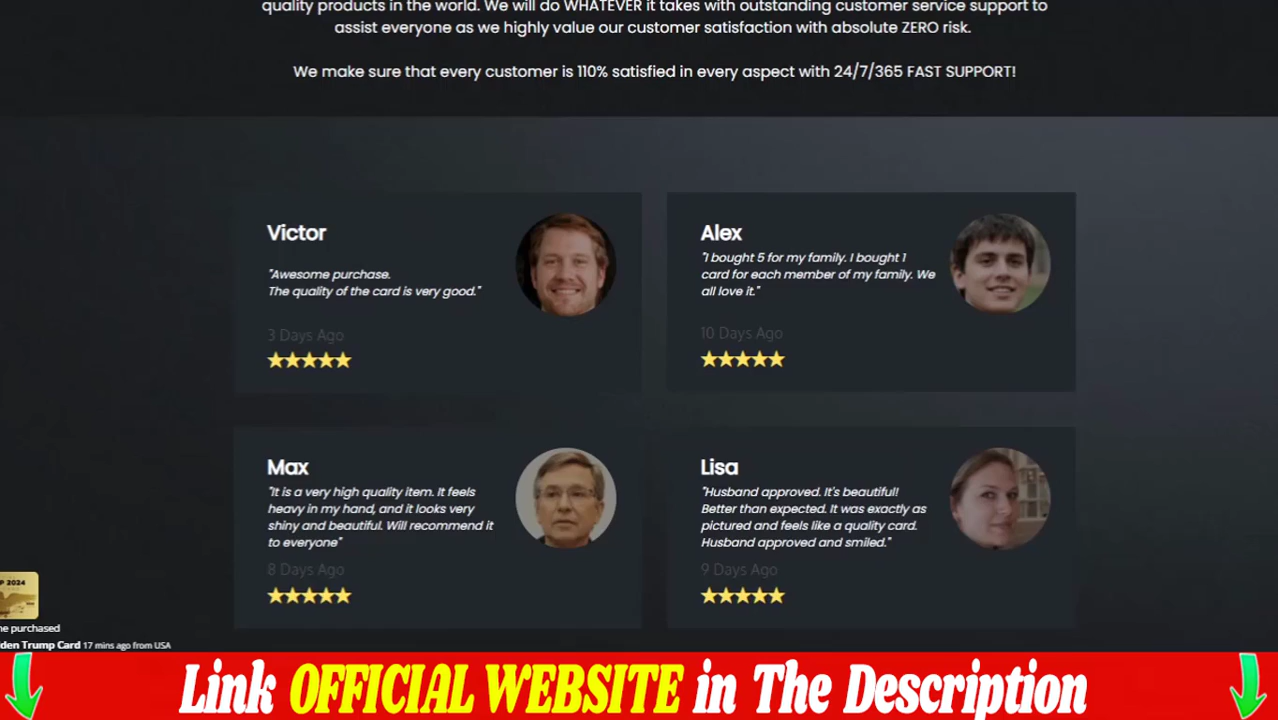 quality products in the world. We will do WHATEVER it takes with outstanding customer service support to
assist everyone as we highly value our customer satisfaction with absolute ZERO risk.
We make sure that every customer is 110% satisfied in every aspect with 24/7/365 FAST SUPPORT!
Victor
"Awesome purchase.
The quality of the card is very good."
3 Days Ago
Alex
"I bought 5 for my family. I bought 1
card for each member of my family. We
all love it."
10 Days Ago
Max
"It is a very high quality item. It feels
heavy in my hand, and it looks very
shiny and beautiful. Will recommend it
to everyone"
8 Days Ago
Lisa
"Husband approved. It's beautiful!
Better than expected. It was exactly as
pictured and feels like a quality card.
Husband approved and smiled."
9 Days Ago
P 2024
ne purchased
den Trump Card 17 mins ago from USA
Link OFFICIAL WEBSITE in The Description